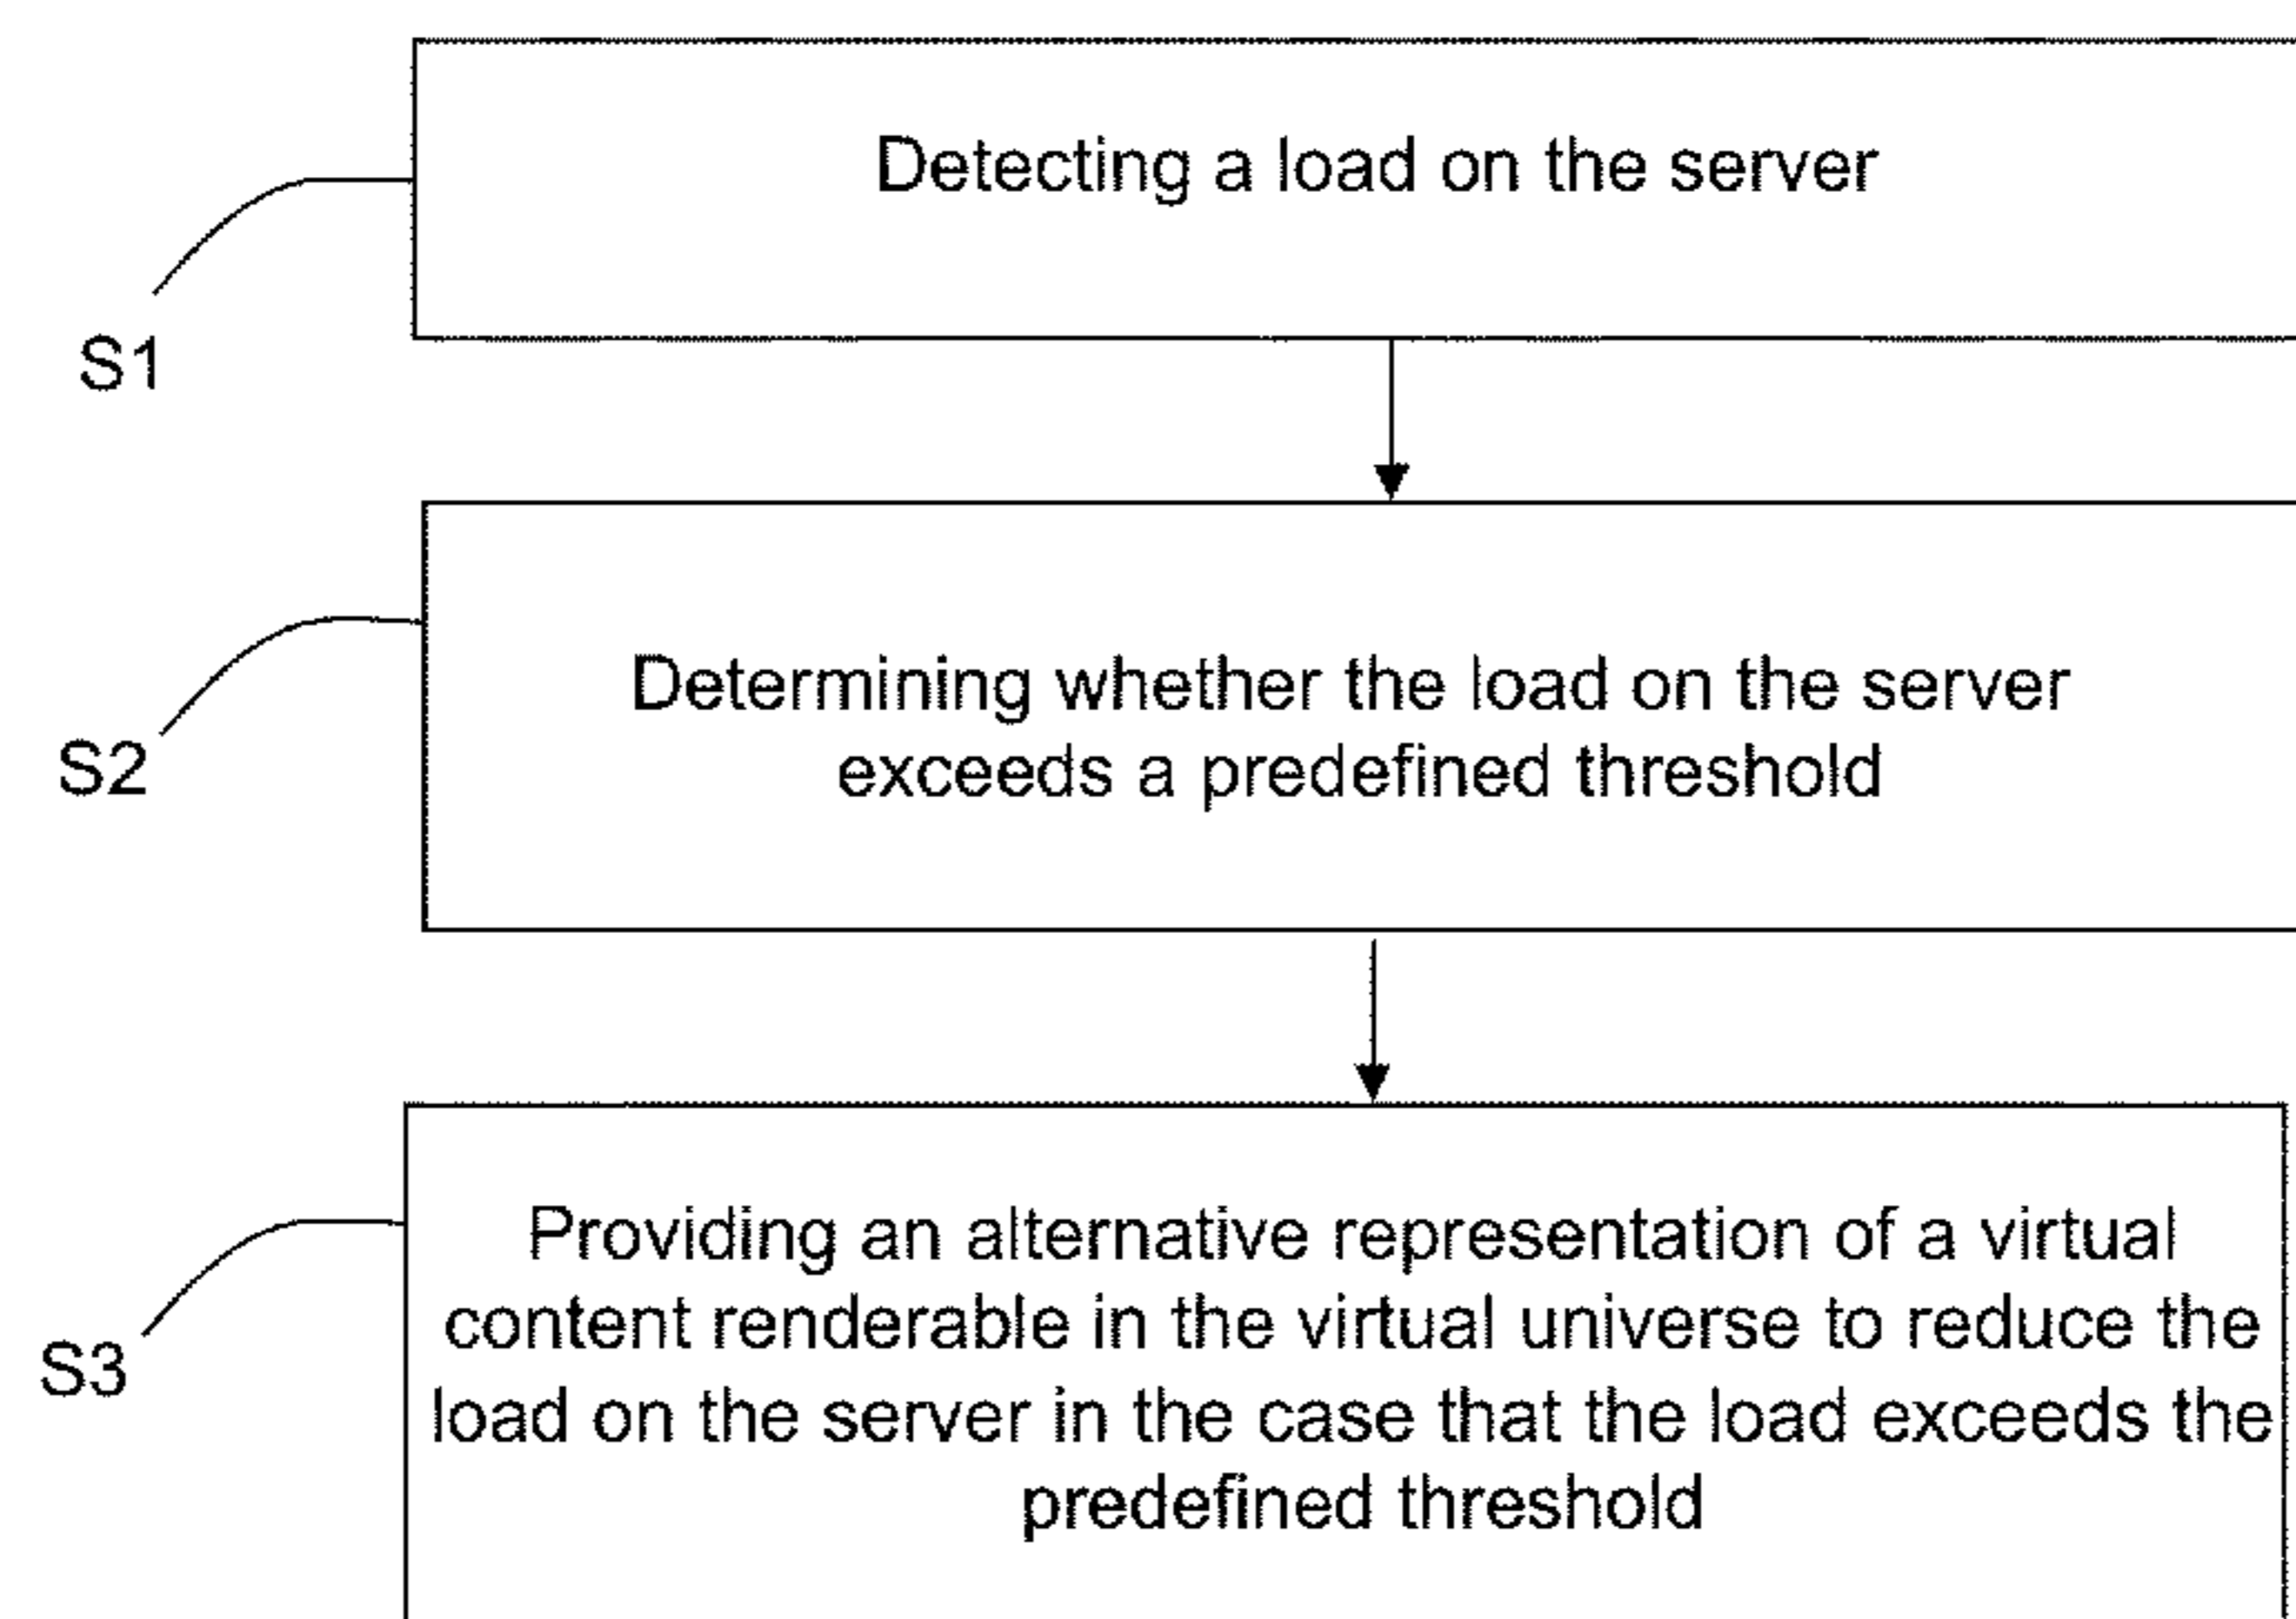 Detecting a load on the server
S1
Determining whether the load on the server
exceeds a predefined threshold
S2
Providing an alternative representation of a virtual
content renderable in the virtual universe to reduce the
load on the server in the case that the load exceeds the
predefined threshold
S3